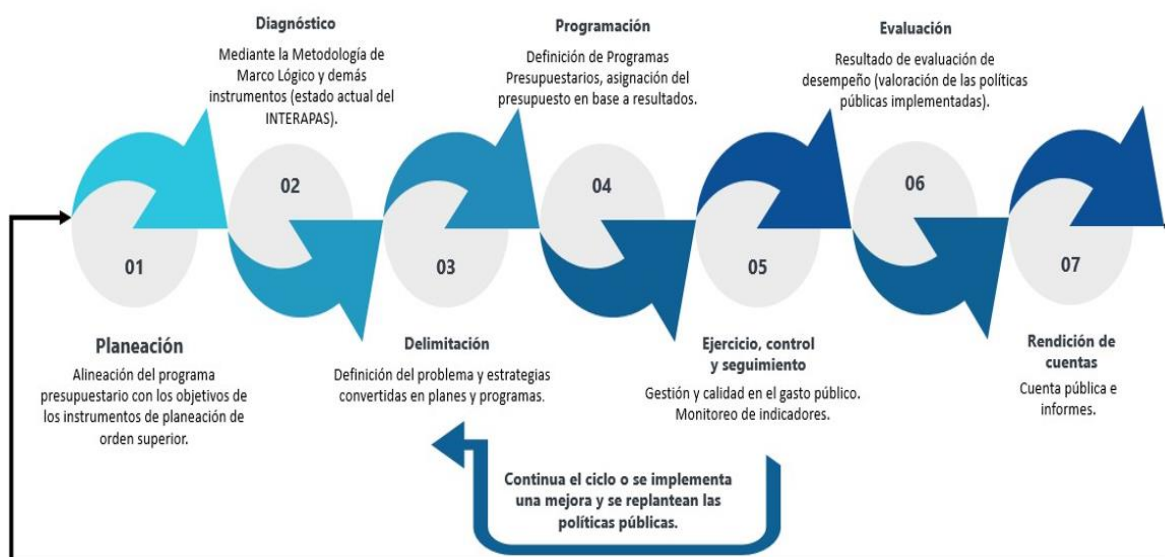 Diagnóstico
Mediante la Metodología de
Marco Lógico y demás
instrumentos (estado actual del
INTERAPAS).
Programación
Definición de Programas
Presupuestarios, asignación del
presupuesto en base a resultados.
Evaluación
Resultado de evaluación de
desempeño (valoración de las políticas
públicas implementadas).
01
02
03
04
05
06
07
Planeación
Alineación del programa
presupuestario con los objetivos de
los instrumentos de planeación de
orden superior.
Delimitación
Definición del problema y estrategias
convertidas en planes y programas.
Ejercicio, control
y seguimiento
Gestión y calidad en el gasto público.
Monitoreo de indicadores.
Rendición de
cuentas
Cuenta pública e
informes.
Continua el ciclo o se implementa
una mejora y se replantean las
políticas públicas.